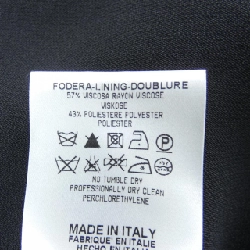 FODERA-LINING-DOUBLURE
57% VISCOSA RAYON VISCOSE
VISKOSE
43% POLIESTERE POLYESTER
POLIESTER
NO TUMBLE DRY
PROFESSIONALLY DRY CLEAN
PERCHLORETHYLENE
MADE IN ITALY
FABRIQUE EN ITALIE
HECHO EN ITALIA